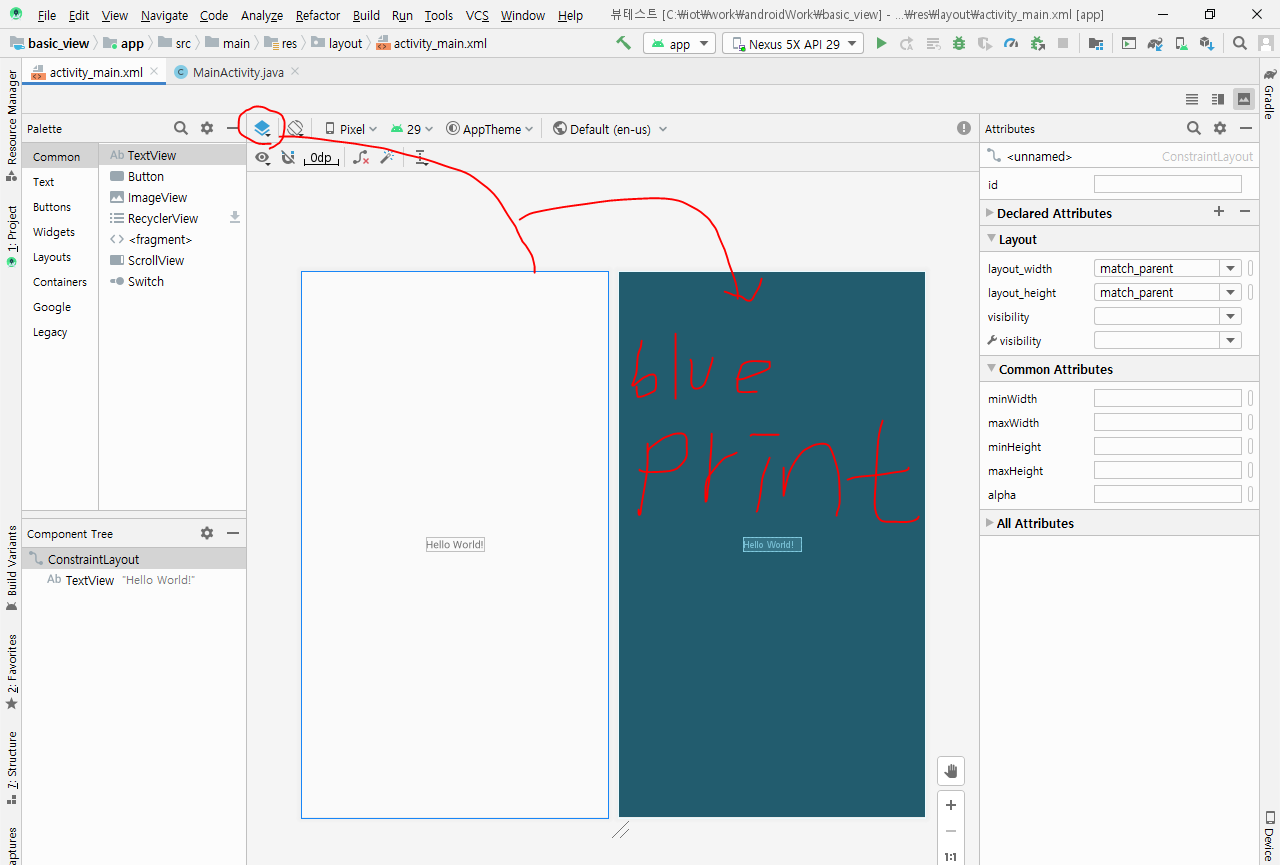 File Edit View Navigate Code Analyze Refactor Build Run Tools VCS Window Help 뷰테스트 [C:₩iot₩work₩androidWork₩basic_view] - ...₩res₩layout₩activity_main.xml [app]
basic_view app src main res layout activity_main.xml app Nexus 5X API 29
activity_main.xml MainActivity.java
Resource Manager
1: Project
Build Variants
2: Favorites
7: Structure
aptures
Palette
Common
Text
Buttons
Widgets
Layouts
Containers
Google
Legacy
Ab TextView
Button
ImageView
RecyclerView
<fragment>
ScrollView
Switch
Component Tree
ConstraintLayout
Ab TextView "Hello World!"
Pixel 29 AppTheme Default (en-us)
0dp
Hello World!
blue
Print
Hello World!
1:1
Attributes
<unnamed> ConstraintLayout
id
Declared Attributes
Layout
layout_width match_parent
layout_height match_parent
visibility
visibility
Common Attributes
minWidth
maxWidth
minHeight
maxHeight
alpha
All Attributes
Gradle
Device